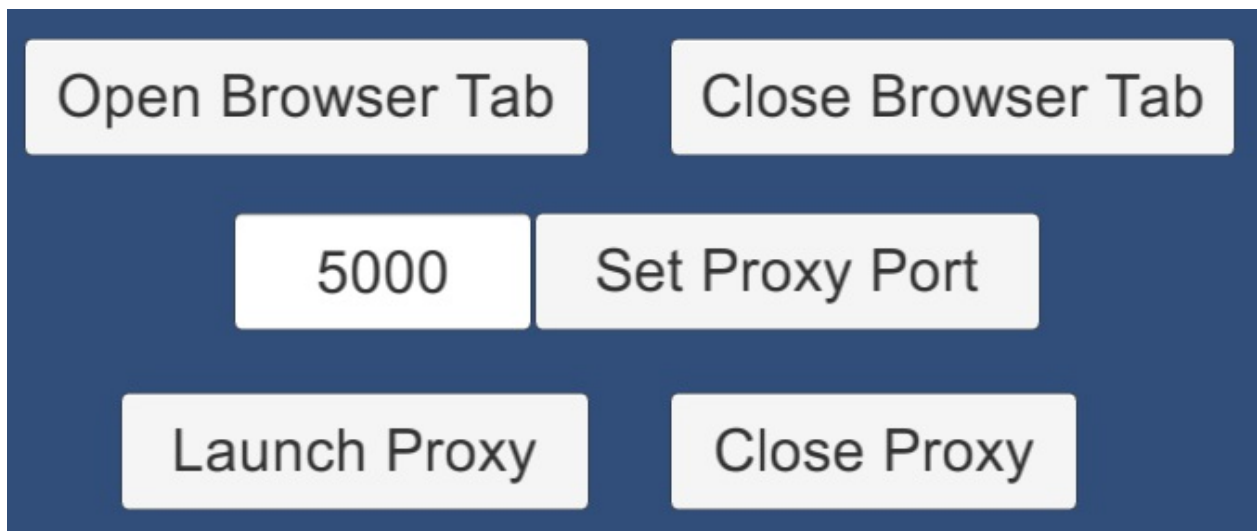 Open Browser Tab Close Browser Tab
5000 Set Proxy Port
Launch Proxy Close Proxy